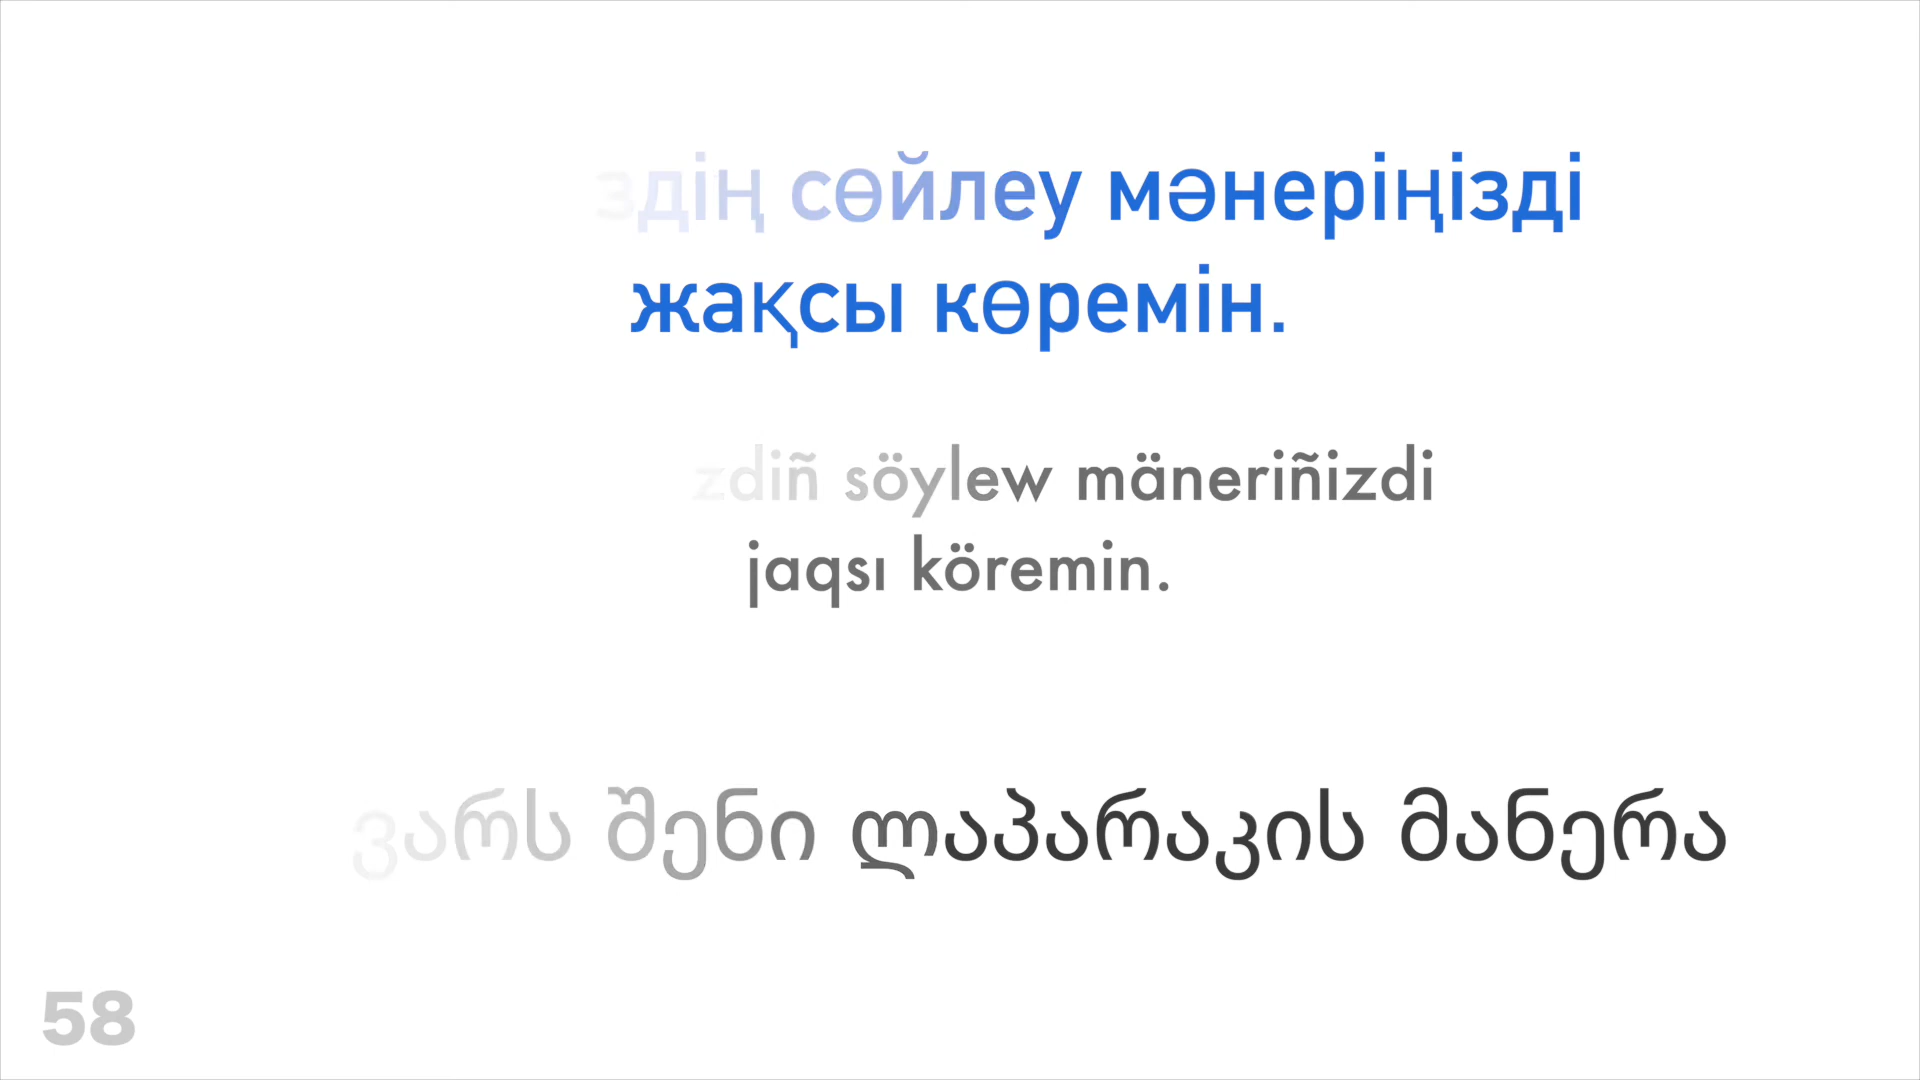 здің сөйлеу мәнеріңізді
жақсы көремін.
zdiñ söylew mäneriñizdi
jaqsı köremin.
ვარს შენი ლაპარაკის მანერა
58